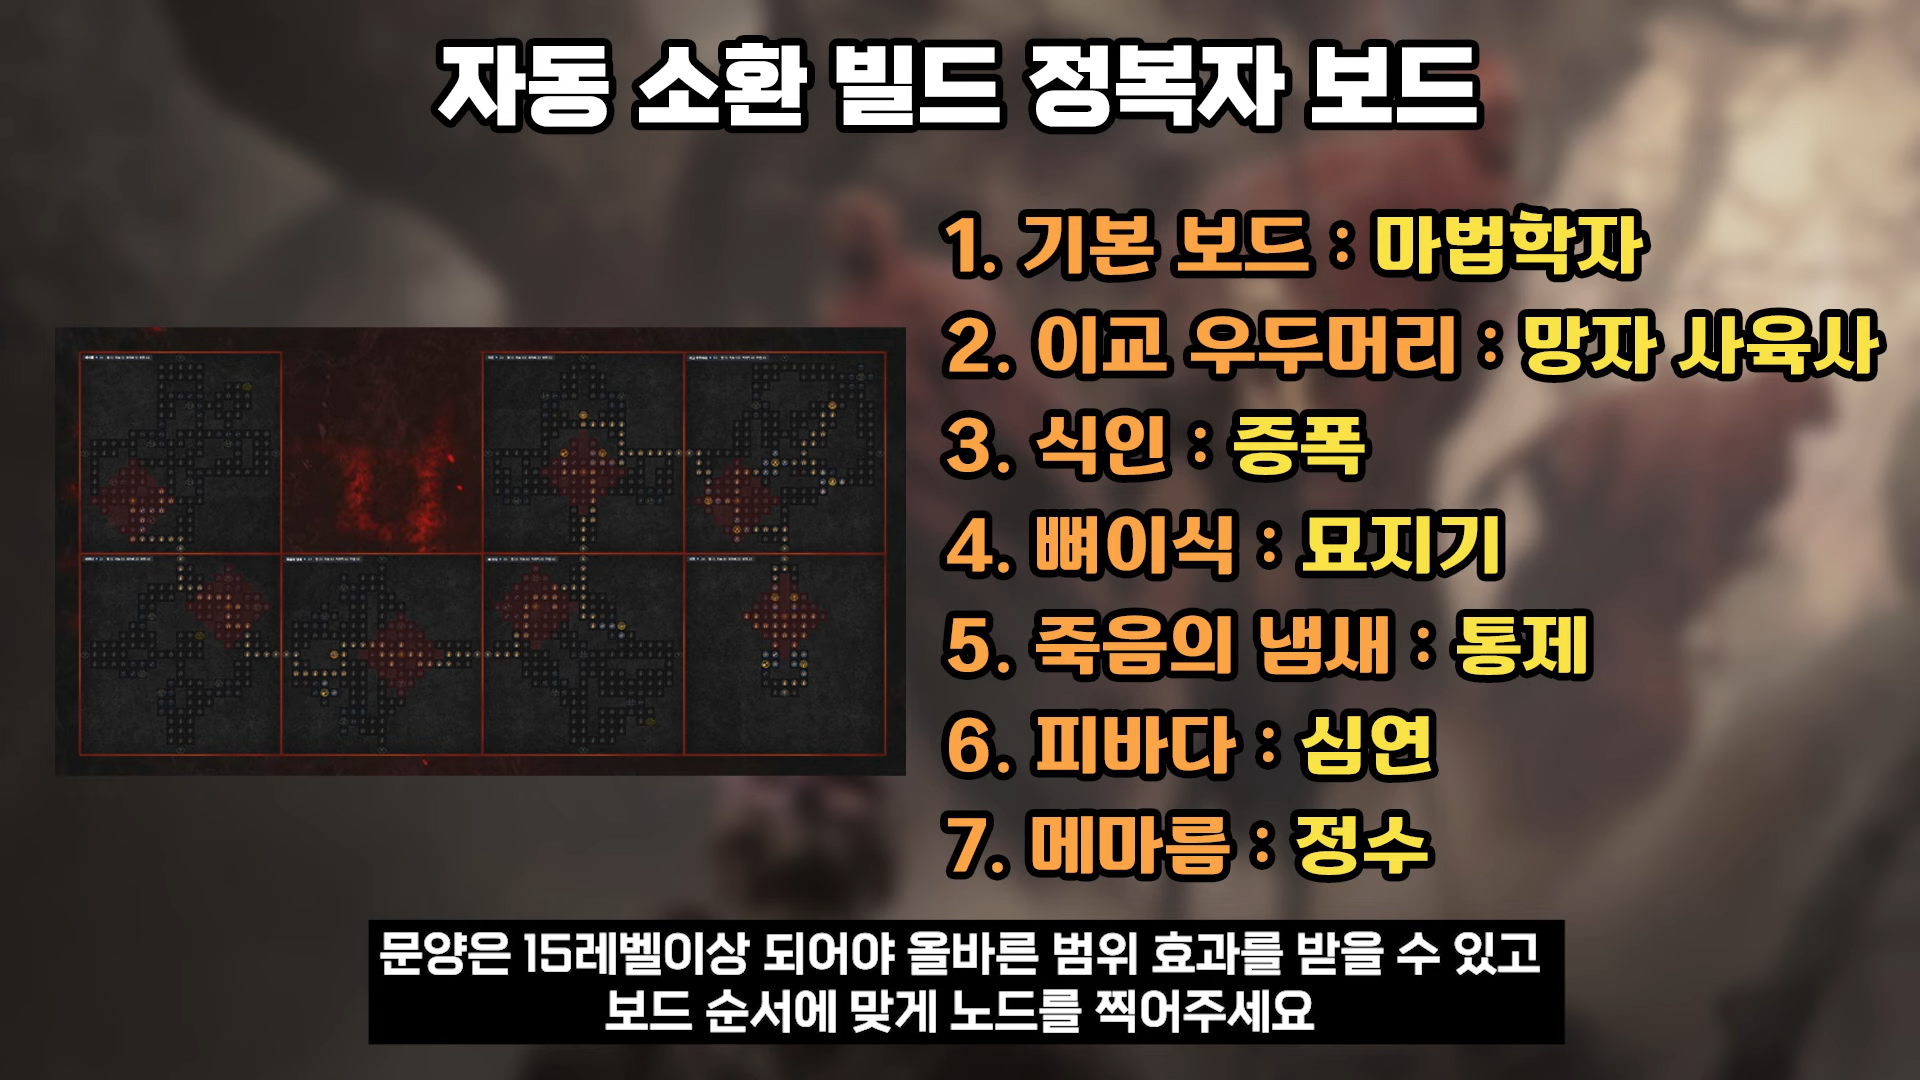 자동 소환 빌드 정복자 보드
1. 기본 보드 : 마법학자
2. 이교 우두머리 : 망자 사육사
3. 식인 : 증폭
4. 뼈이식 : 묘지기
5. 죽음의 냄새 : 통제
6. 피바다 : 심연
7. 메마름 : 정수
문양은 15레벨이상 되어야 올바른 범위 효과를 받을 수 있고
보드 순서에 맞게 노드를 찍어주세요